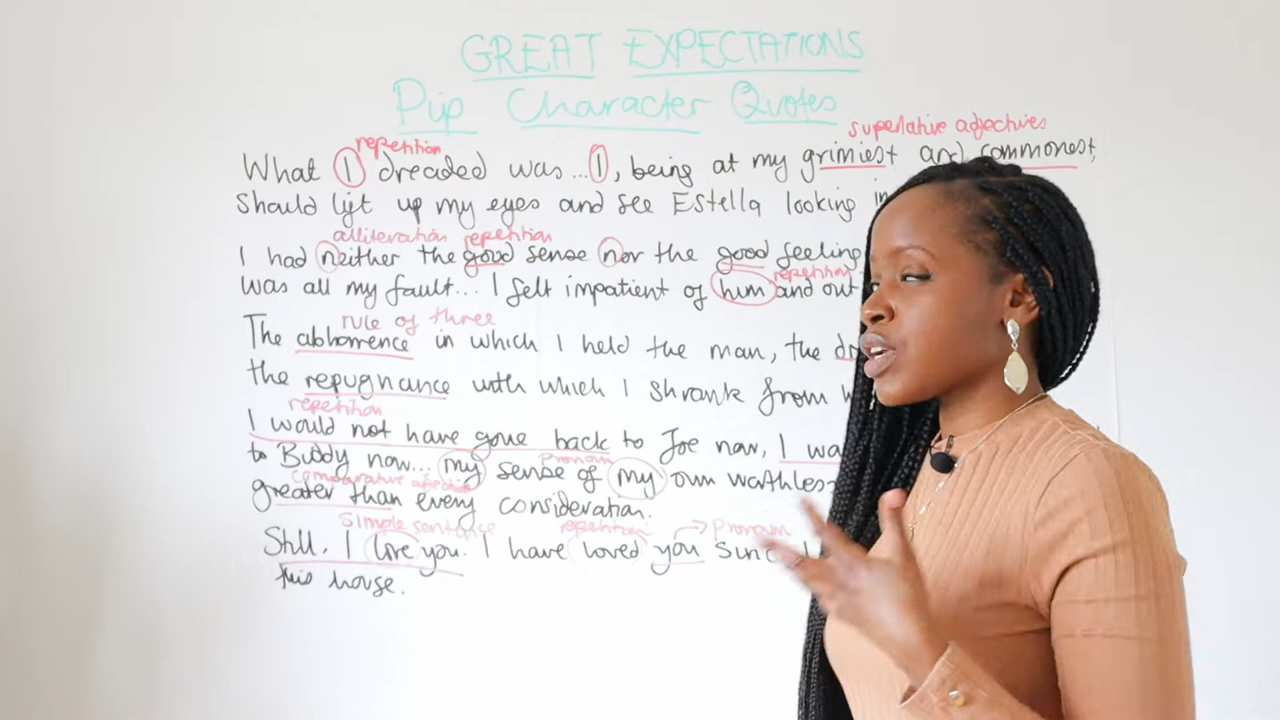 GREAT EXPECTATIONS
Pip Character Quotes
repetition
superlative adjectives
What I dreaded was... I, being at my grimiest and commonest,
Should lift up my eyes and see Estella looking in
alliteration repetition
I had neither the good sense nor the good feeling
repetition
was all my fault... I felt impatient of him and out
rule of three
The abhorrence in which I held the man, the
the repugnance with which I shrank from
repetition
I would not have gone back to Joe now, I
Pronoun
to Biddy now... my sense of my own
comparative adjective
greater than every consideration.
Simple sentence repetition Pronoun
Still, I love you. I have loved you
this house.